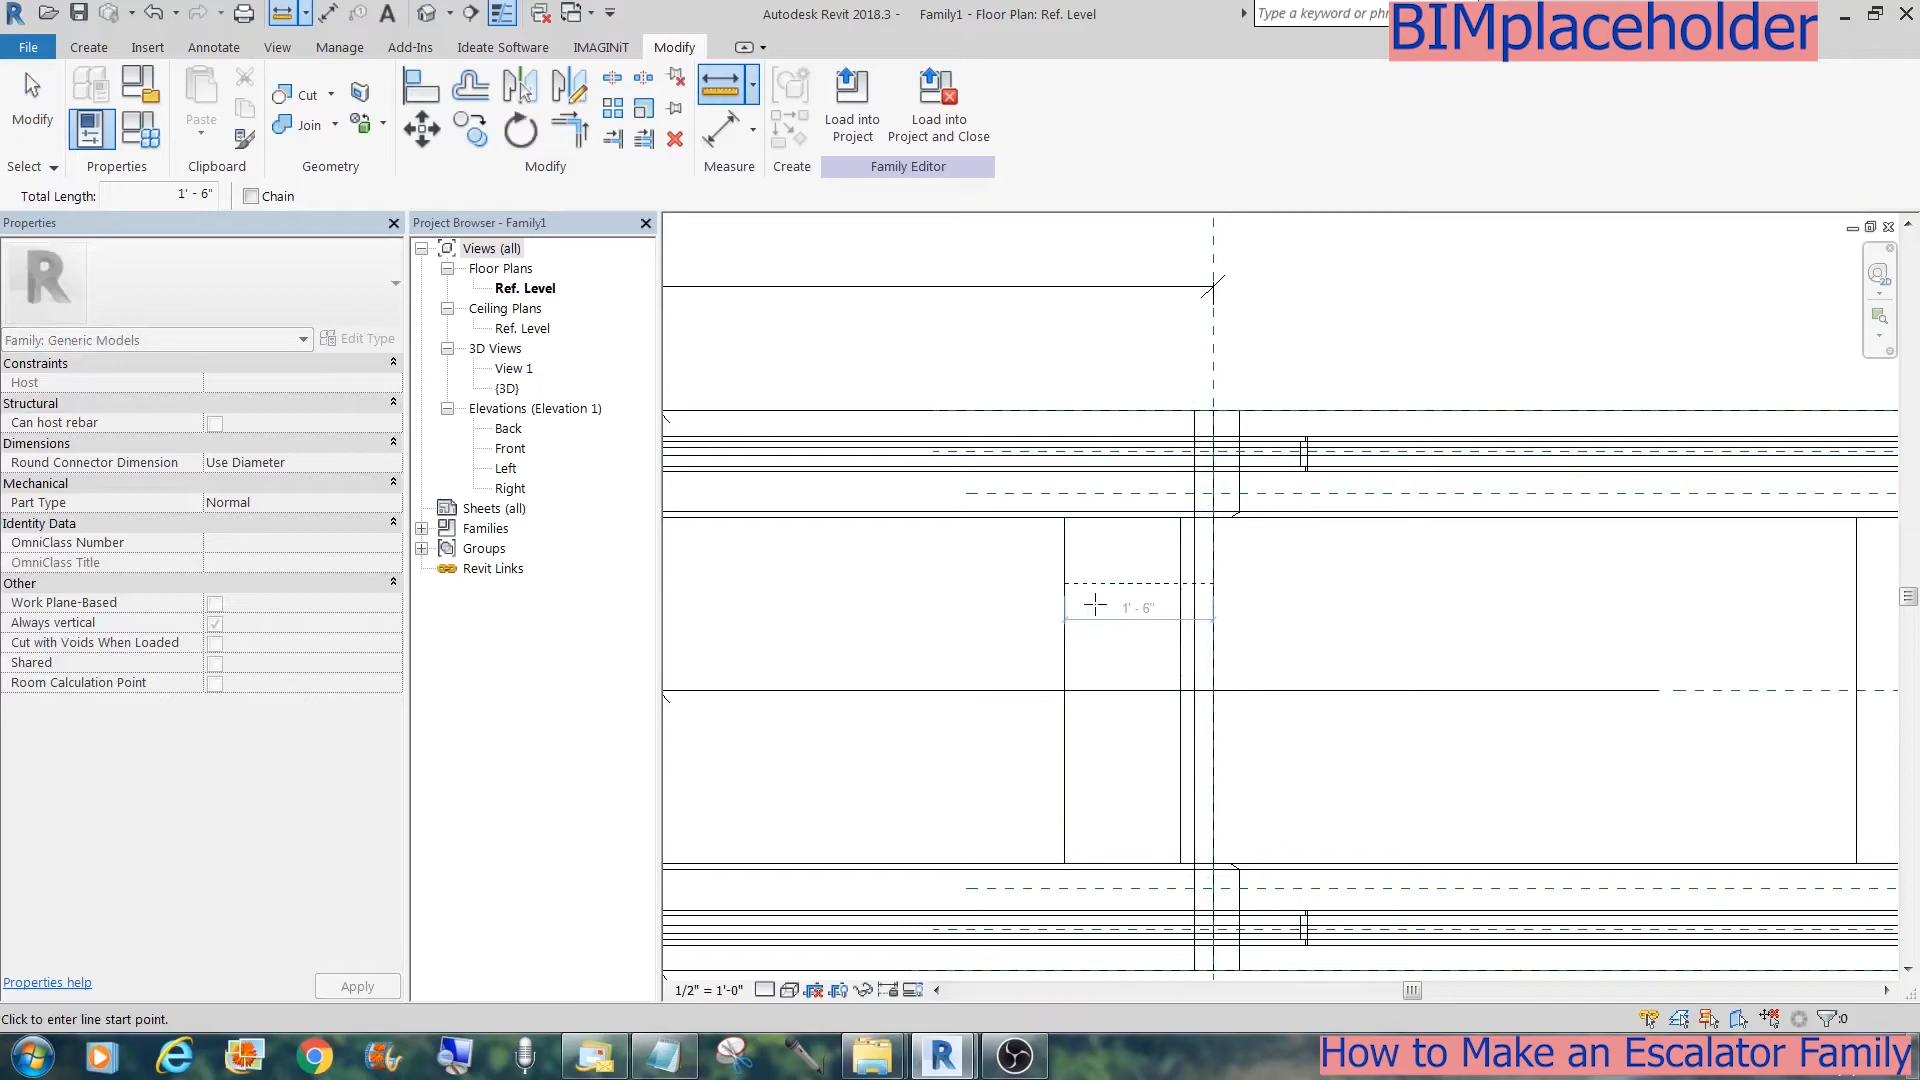 Autodesk Revit 2018.3 - Family1 - Floor Plan: Ref. Level
Type a keyword or phr
BIMplaceholder
File Create Insert Annotate View Manage Add-Ins Ideate Software IMAGINiT Modify
Modify
Paste
Cut
Join
Load into Project
Load into Project and Close
Select Properties Clipboard Geometry Modify Measure Create Family Editor
Total Length: 1' - 6" Chain
Properties
Project Browser - Family1
Family: Generic Models
Edit Type
Constraints
Host
Structural
Can host rebar
Dimensions
Round Connector Dimension Use Diameter
Mechanical
Part Type Normal
Identity Data
OmniClass Number
OmniClass Title
Other
Work Plane-Based
Always vertical
Cut with Voids When Loaded
Shared
Room Calculation Point
Properties help
Apply
Views (all)
Floor Plans
Ref. Level
Ceiling Plans
Ref. Level
3D Views
View 1
{3D}
Elevations (Elevation 1)
Back
Front
Left
Right
Sheets (all)
Families
Groups
Revit Links
2D
1' - 6"
1/2" = 1'-0"
Click to enter line start point.
:0
How to Make an Escalator Family